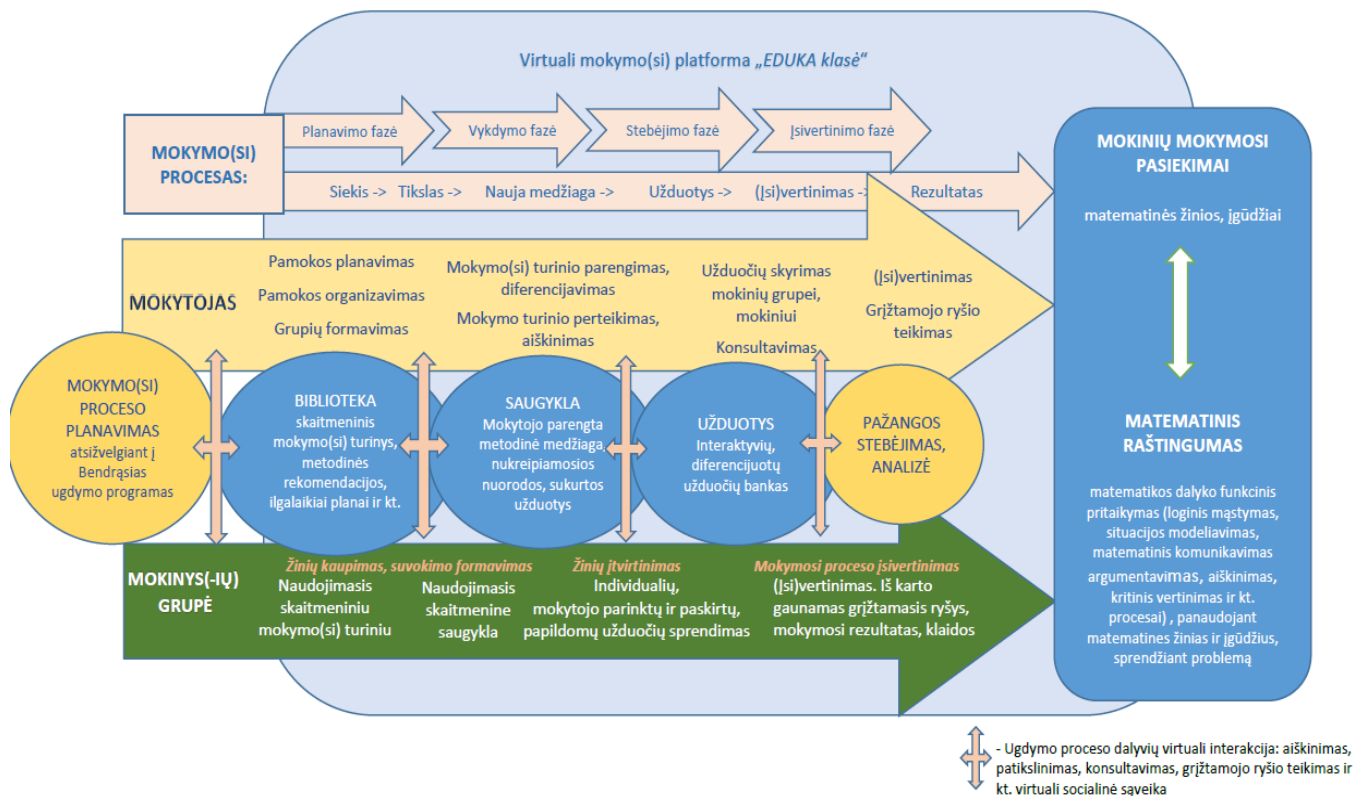 Virtuali mokymo(si) platforma „EDUKA klasė“
Planavimo fazė
Vykdymo fazė
Stebėjimo fazė
Įsivertinimo fazė
MOKYMO(SI)
PROCESAS:
Siekis -> Tikslas -> Nauja medžiaga -> Užduotys -> (Įsi)vertinimas -> Rezultatas
MOKYTOJAS
Pamokos planavimas
Pamokos organizavimas
Grupių formavimas
Mokymo(si) turinio parengimas,
diferencijavimas
Mokymo turinio perteikimas,
aiškinimas
Užduočių skyrimas
mokinių grupei,
mokiniui
Konsultavimas
(Įsi)vertinimas
Grįžtamojo ryšio
teikimas
MOKYMO(SI)
PROCESO
PLANAVIMAS
atsižvelgiant į
Bendrąsias
ugdymo programas
BIBLIOTEKA
skaitmeninis
mokymo(si) turinys,
metodinės
rekomendacijos,
ilgalaikiai planai ir kt.
SAUGYKLA
Mokytojo parengta
metodinė medžiaga,
nukreipiamosios
nuorodos, sukurtos
užduotys
UŽDUOTYS
Interaktyvių,
diferencijuotų
užduočių bankas
PAŽANGOS
STEBĖJIMAS,
ANALIZĖ
MOKINYS(-IŲ)
GRUPĖ
Žinių kaupimas, suvokimo formavimas
Naudojimasis
skaitmeniniu
mokymo(si) turiniu
Naudojimasis
skaitmenine
saugykla
Žinių įtvirtinimas
Individualių,
mokytojo parinktų ir paskirtų,
papildomų užduočių sprendimas
Mokymosi proceso įsivertinimas
(Įsi)vertinimas. Iš karto
gaunamas grįžtamasis ryšys,
mokymosi rezultatas, klaidos
MOKINIŲ MOKYMOSI
PASIEKIMAI
matematinės žinios, įgūdžiai
MATEMATINIS
RAŠTINGUMAS
matematikos dalyko funkcinis
pritaikymas (loginis mąstymas,
situacijos modeliavimas,
matematinis komunikavimas
argumentavimas, aiškinimas,
kritinis vertinimas ir kt.
procesai) , panaudojant
matematines žinias ir įgūdžius,
sprendžiant problemą
- Ugdymo proceso dalyvių virtuali interakcija: aiškinimas,
patikslinimas, konsultavimas, grįžtamojo ryšio teikimas ir
kt. virtuali socialinė sąveika